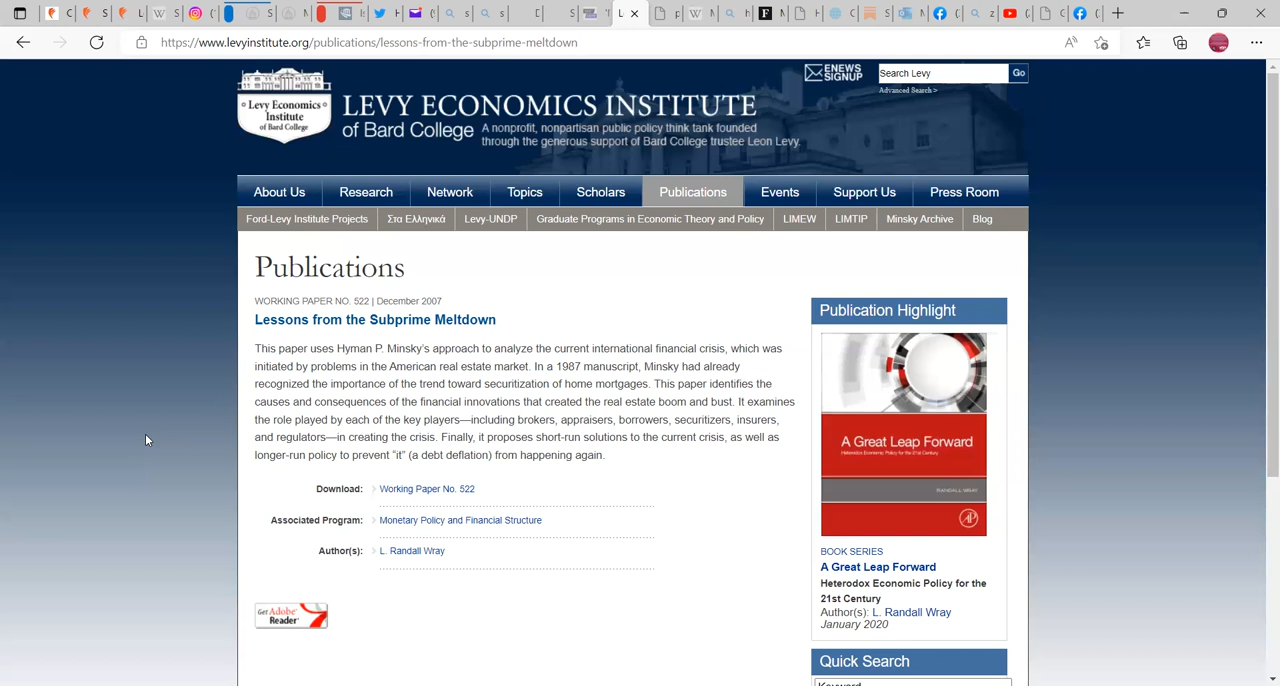 https://www.levyinstitute.org/publications/lessons-from-the-subprime-meltdown
ENEWS
SIGNUP
Search Levy
Go
Advanced Search >
Levy Economics
Institute
of Bard College
LEVY ECONOMICS INSTITUTE
of Bard College
A nonprofit, nonpartisan public policy think tank founded
through the generous support of Bard College trustee Leon Levy.
About Us Research Network Topics Scholars Publications Events Support Us Press Room
Ford-Levy Institute Projects Στα Ελληνικά Levy-UNDP Graduate Programs in Economic Theory and Policy LIMEW LIMTIP Minsky Archive Blog
Publications
WORKING PAPER NO. 522 | December 2007
Lessons from the Subprime Meltdown
This paper uses Hyman P. Minsky’s approach to analyze the current international financial crisis, which was
initiated by problems in the American real estate market. In a 1987 manuscript, Minsky had already
recognized the importance of the trend toward securitization of home mortgages. This paper identifies the
causes and consequences of the financial innovations that created the real estate boom and bust. It examines
the role played by each of the key players—including brokers, appraisers, borrowers, securitizers, insurers,
and regulators—in creating the crisis. Finally, it proposes short-run solutions to the current crisis, as well as
longer-run policy to prevent “it” (a debt deflation) from happening again.
Download: Working Paper No. 522
Associated Program: Monetary Policy and Financial Structure
Author(s): L. Randall Wray
Get Adobe
Reader
Publication Highlight
A Great Leap Forward
Heterodox Economic Policy for the 21st Century
RANDALL WRAY
BOOK SERIES
A Great Leap Forward
Heterodox Economic Policy for the
21st Century
Author(s): L. Randall Wray
January 2020
Quick Search
Keyword